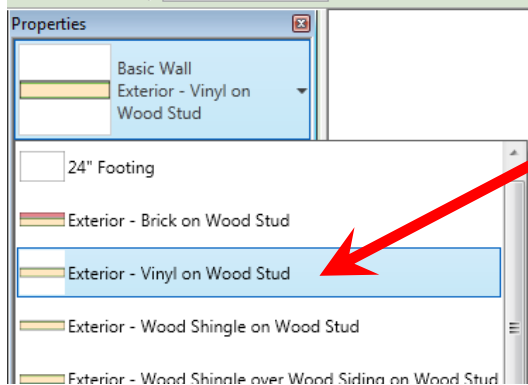 Properties
Basic Wall
Exterior - Vinyl on
Wood Stud
24" Footing
Exterior - Brick on Wood Stud
Exterior - Vinyl on Wood Stud
Exterior - Wood Shingle on Wood Stud
Exterior - Wood Shingle over Wood Siding on Wood Stud